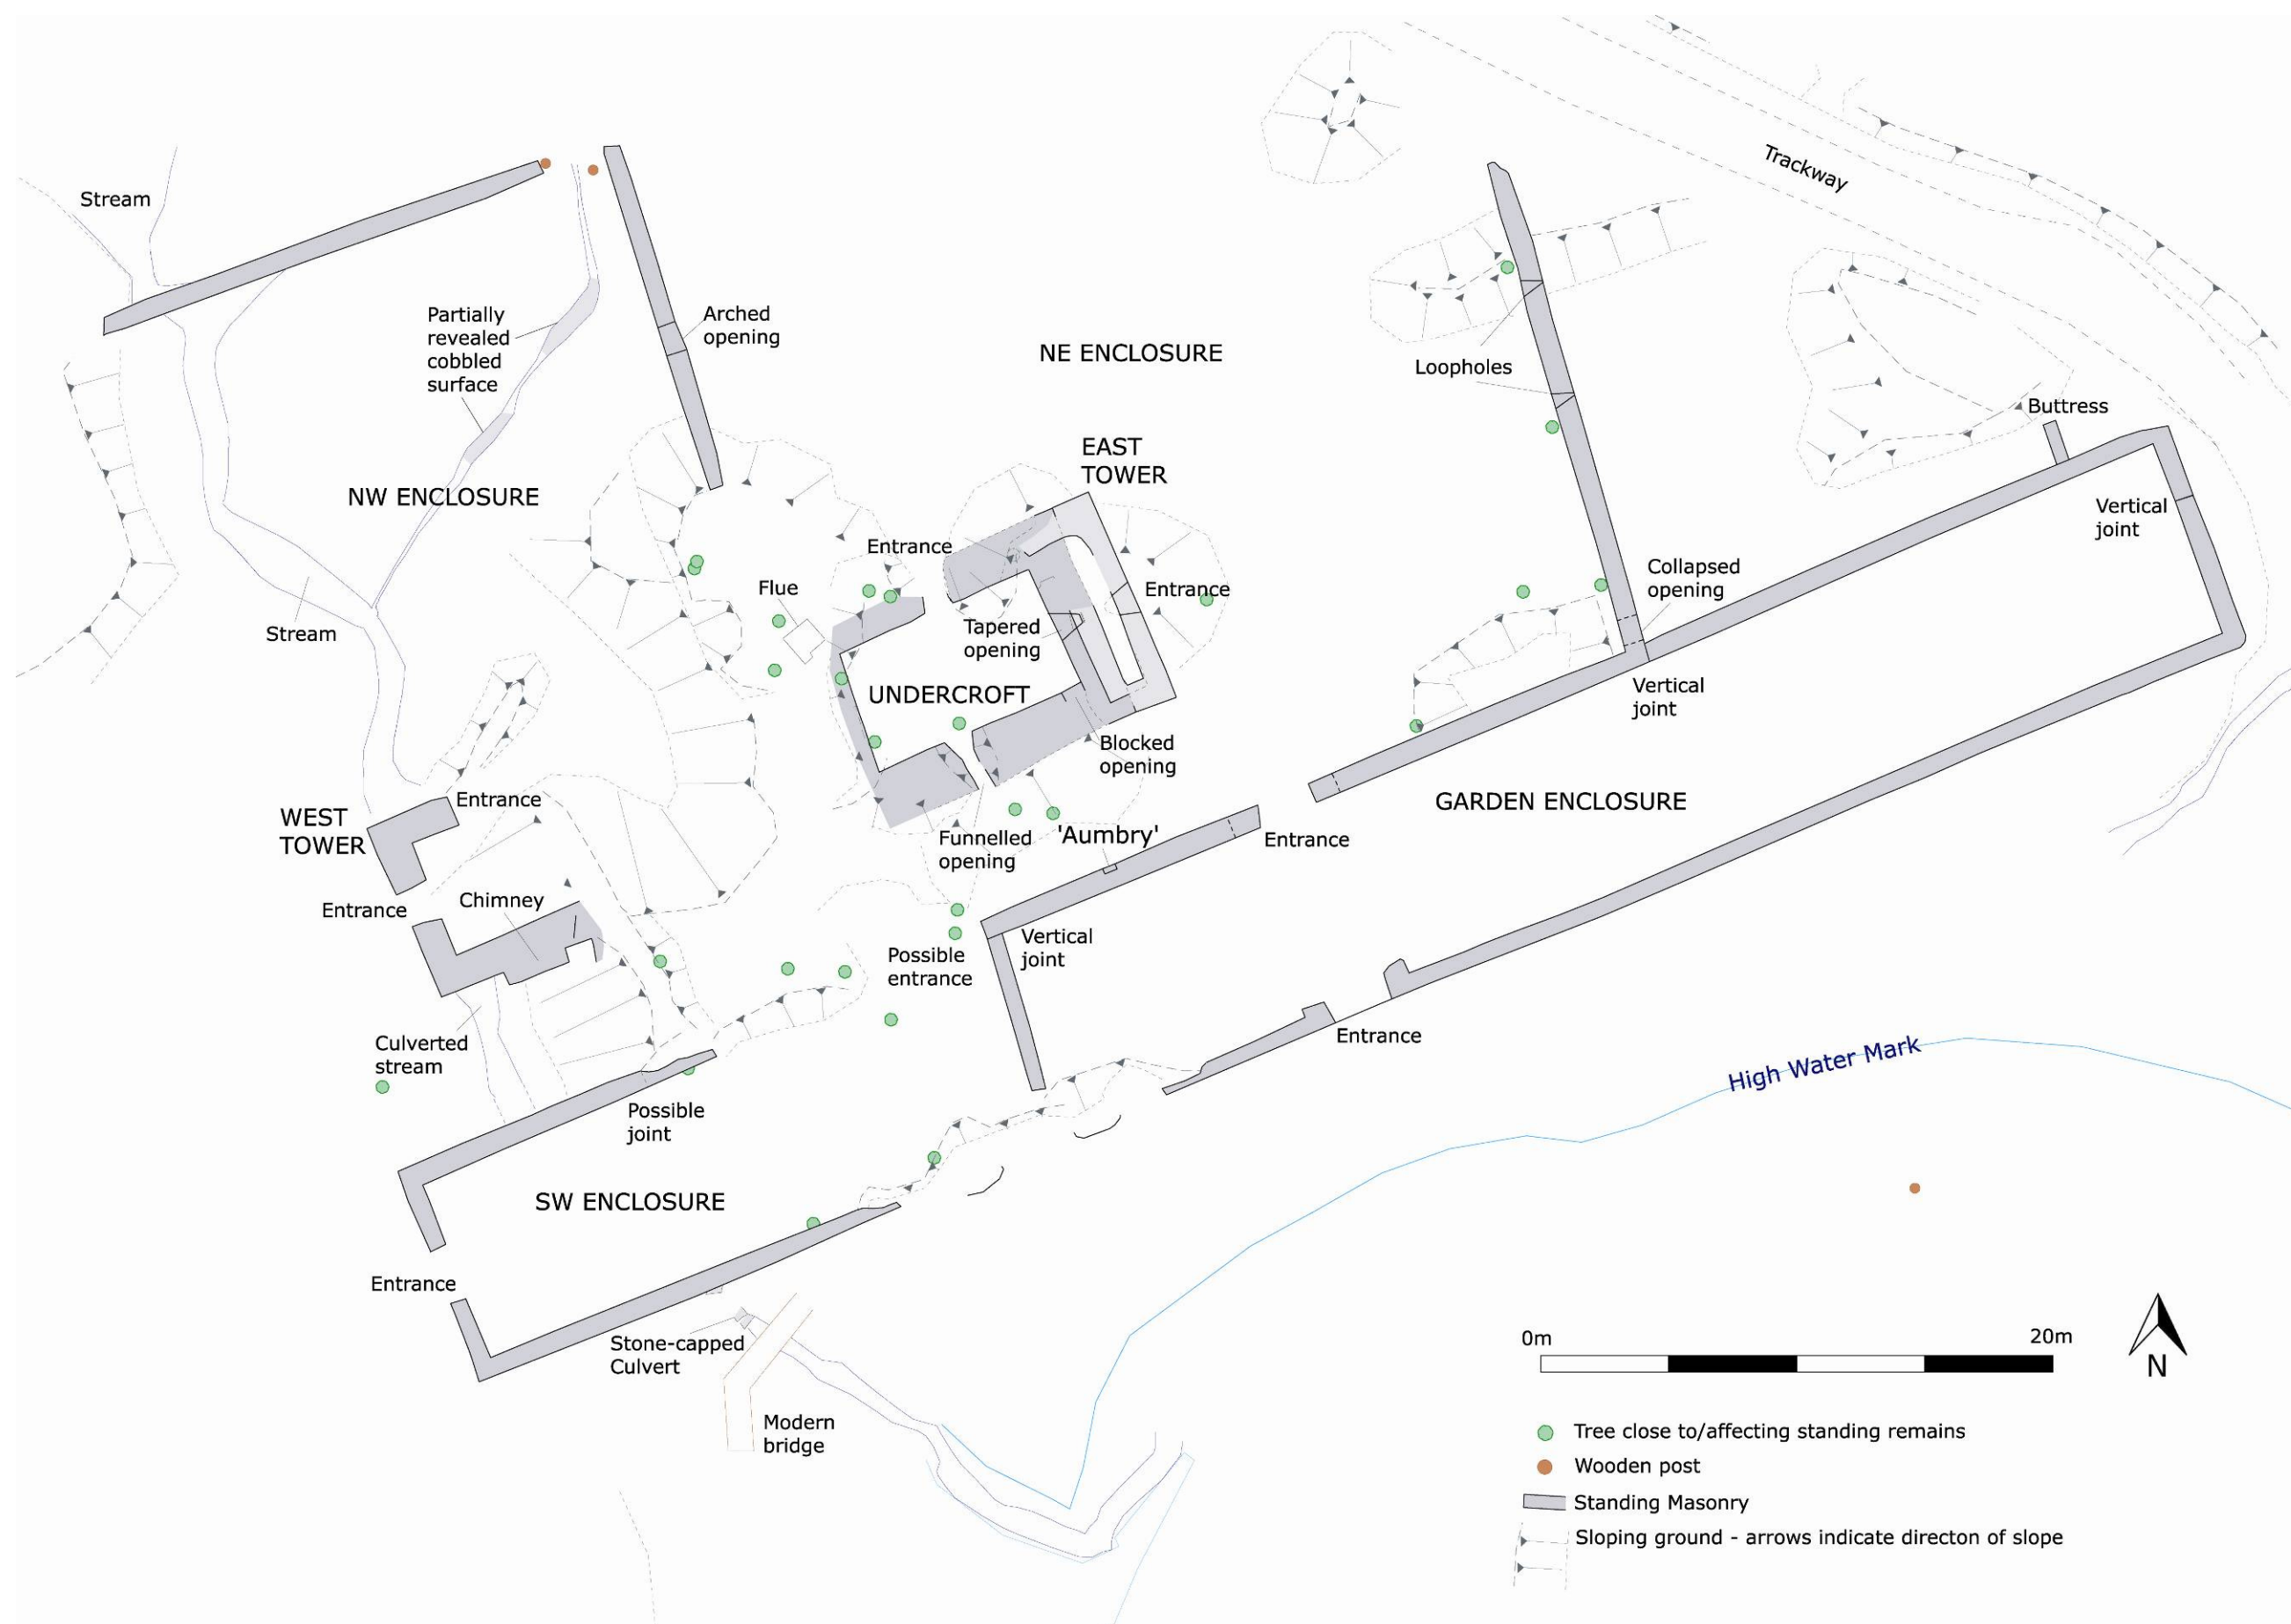 Stream
Trackway
Partially
revealed
cobbled
surface
Arched
opening
NE ENCLOSURE
Loopholes
Buttress
EAST
TOWER
NW ENCLOSURE
Vertical
joint
Entrance
Flue
Entrance
Collapsed
opening
Stream
Tapered
opening
UNDERCROFT
Vertical
joint
Blocked
opening
WEST
TOWER
Entrance
GARDEN ENCLOSURE
Funnelled
opening
'Aumbry'
Entrance
Chimney
Entrance
Vertical
joint
Possible
entrance
Culverted
stream
Entrance
High Water Mark
Possible
joint
SW ENCLOSURE
Entrance
Stone-capped
Culvert
Modern
bridge
0m
20m
N
Tree close to/affecting standing remains
Wooden post
Standing Masonry
Sloping ground - arrows indicate directon of slope